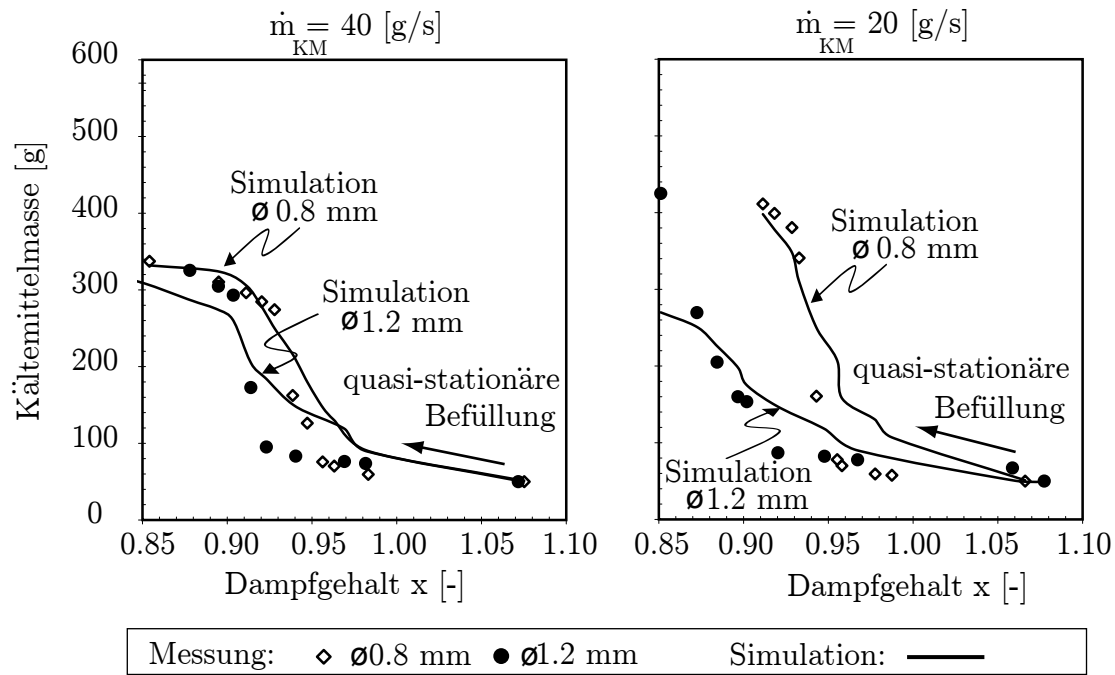 ṁ_KM = 40 [g/s]
ṁ_KM = 20 [g/s]
Kältemittelmasse [g]
600
500
400
300
200
100
0
Simulation
Ø 0.8 mm
Simulation
Ø 1.2 mm
quasi-stationäre
Befüllung
0.85 0.90 0.95 1.00 1.05 1.10
Dampfgehalt x [-]
Simulation
Ø 0.8 mm
quasi-stationäre
Befüllung
Simulation
Ø1.2 mm
0.85 0.90 0.95 1.00 1.05 1.10
Dampfgehalt x [-]
Messung: Ø0.8 mm Ø1.2 mm Simulation: